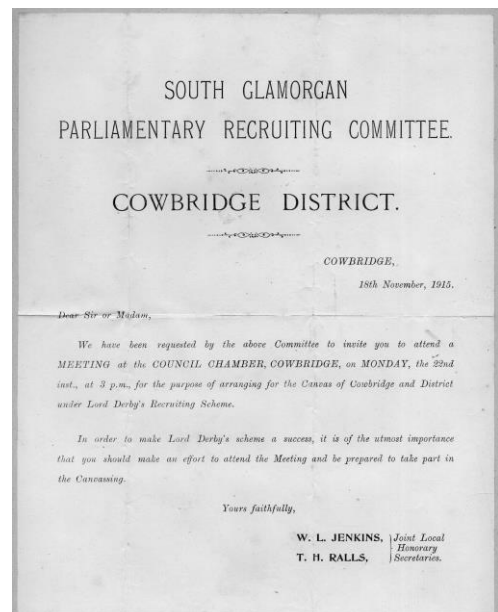 SOUTH GLAMORGAN
PARLIAMENTARY RECRUITING COMMITTEE.
COWBRIDGE DISTRICT.
COWBRIDGE,
18th November, 1915.
Dear Sir or Madam,
We have been requested by the above Committee to invite you to attend a
MEETING at the COUNCIL CHAMBER, COWBRIDGE, on MONDAY, the 22nd
inst., at 3 p.m., for the purpose of arranging for the Canvas of Cowbridge and District
under Lord Derby's Recruiting Scheme.
In order to make Lord Derby's scheme a success, it is of the utmost importance
that you should make an effort to attend the Meeting and be prepared to take part in
the Canvassing.
Yours faithfully,
W. L. JENKINS, Joint Local
Honorary
T. H. RALLS, Secretaries.